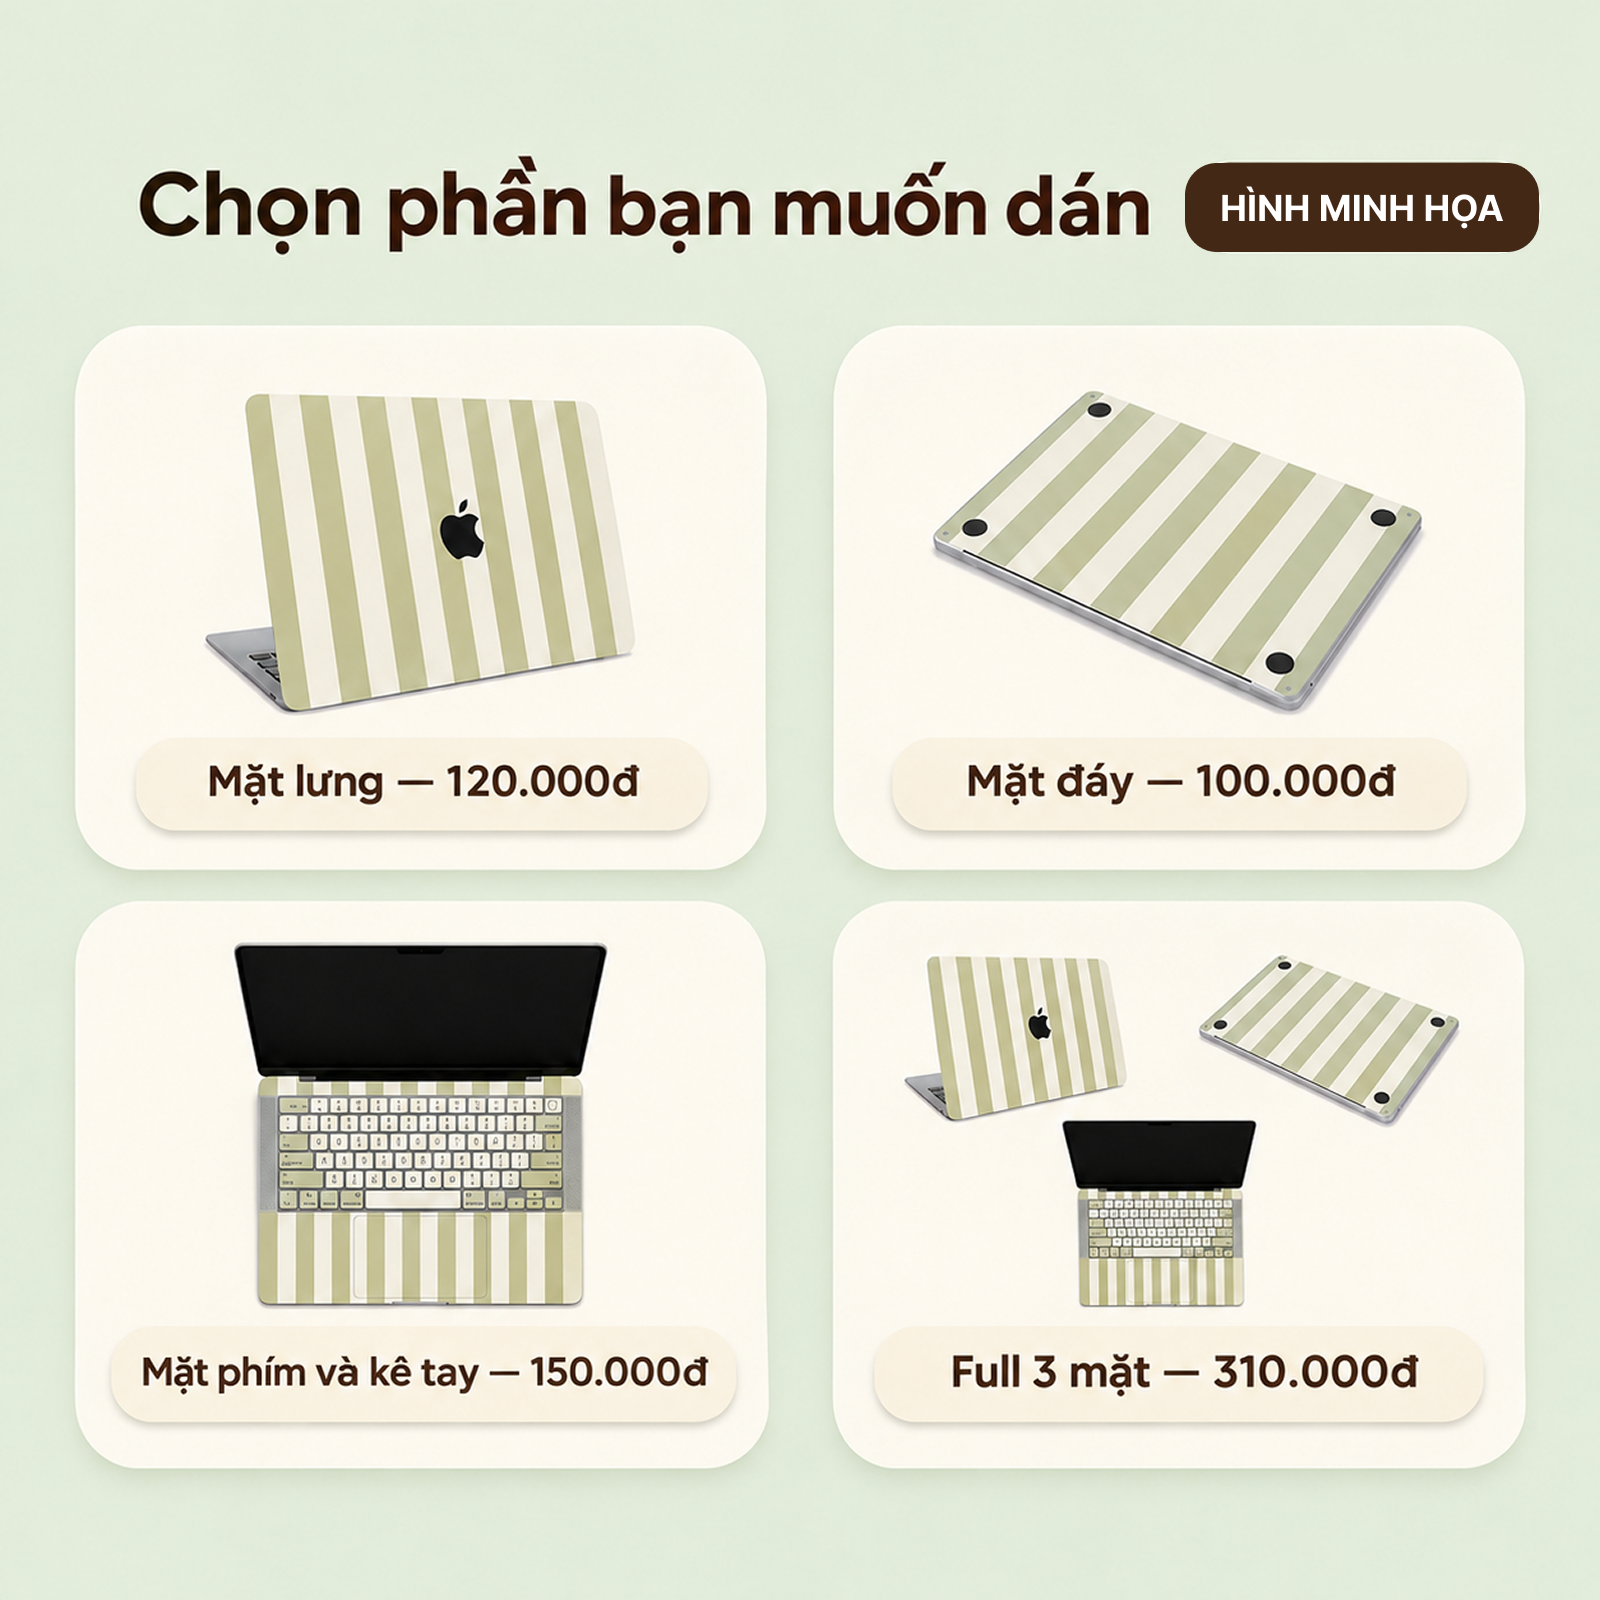 Chọn phần bạn muốn dán
HÌNH MINH HỌA
Mặt lưng — 120.000đ
Mặt đáy — 100.000đ
Mặt phím và kê tay — 150.000đ
Full 3 mặt — 310.000đ